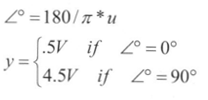 ∠°=180/π*u
y={.5V if ∠°=0°
4.5V if ∠°=90°